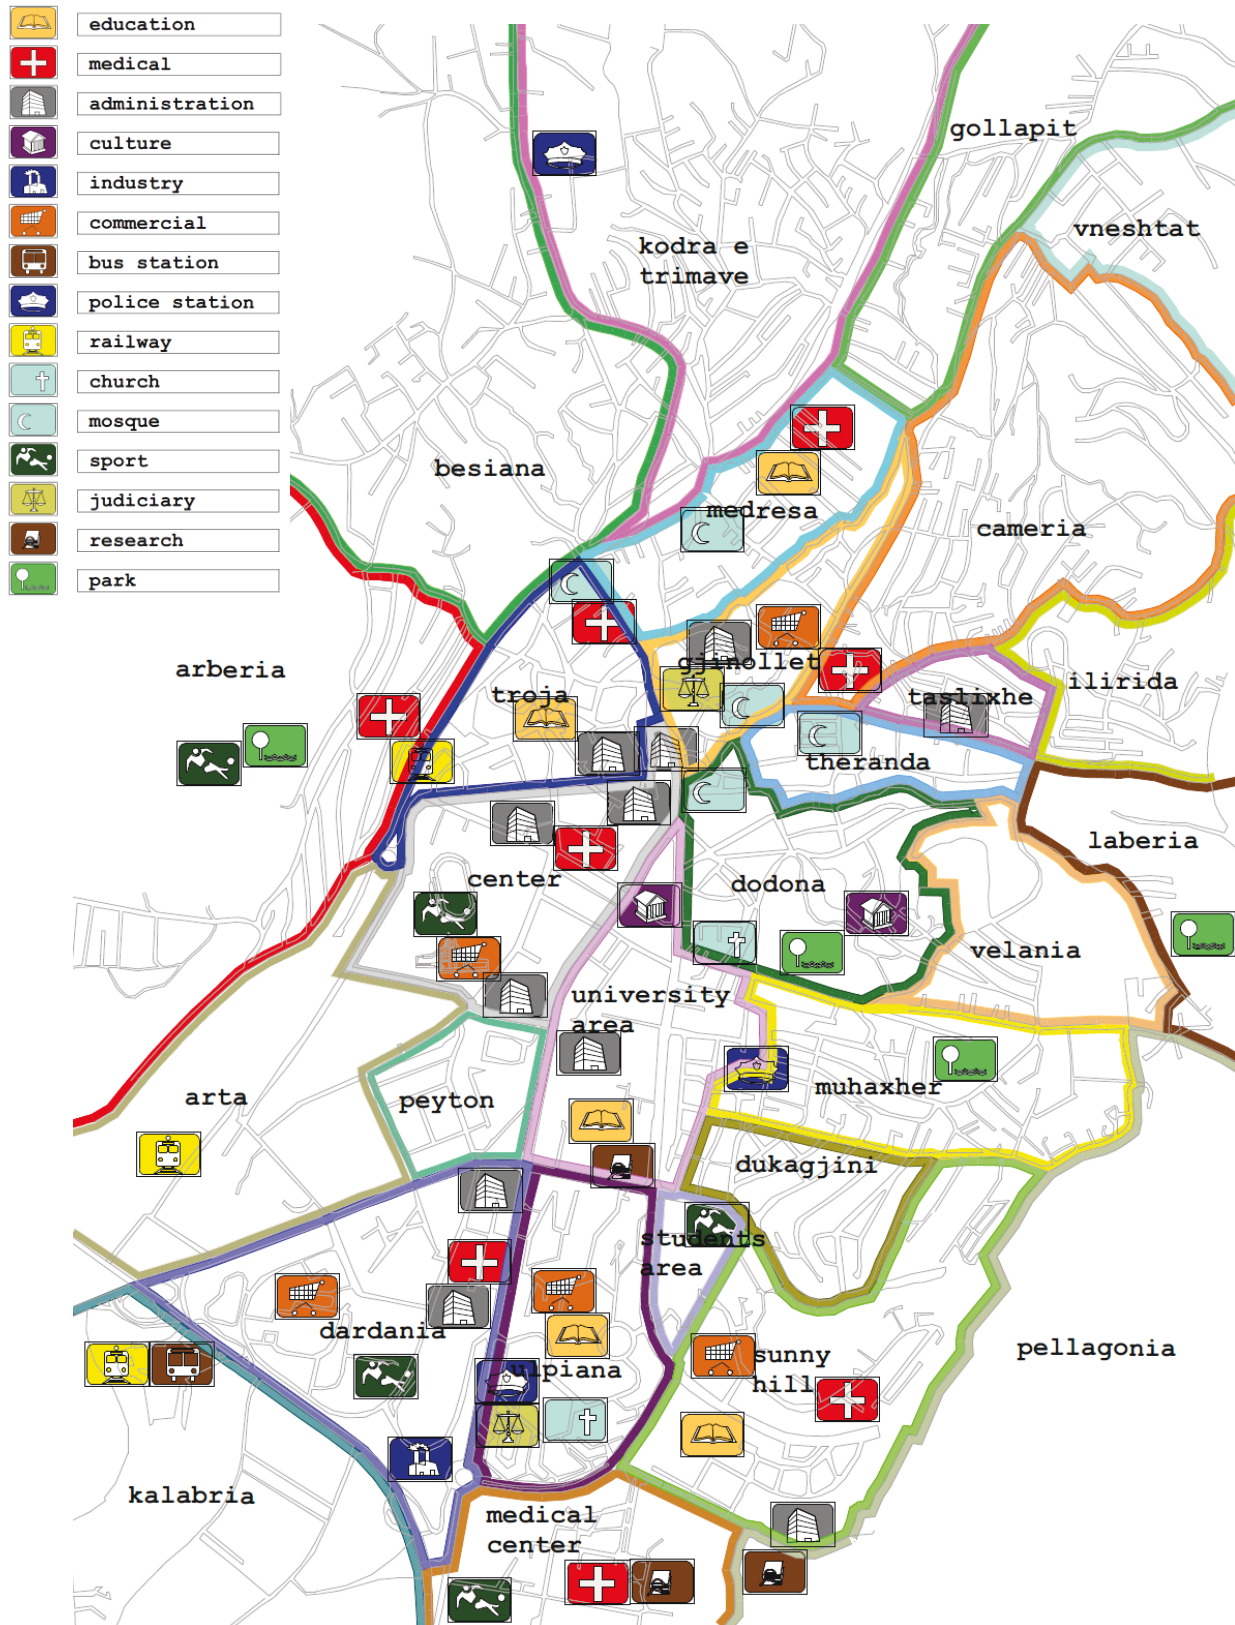 education
medical
administration
culture
industry
commercial
bus station
police station
railway
church
mosque
sport
judiciary
research
park
gollapit
vneshtat
kodra e
trimave
besiana
medresa
cameria
arberia
troja
gjinollet
taslixhe
ilirida
theranda
laberia
center
dodona
velania
university
area
arta
peyton
muhaxher
dukagjini
students
area
dardania
ulpiana
sunny
hill
pellagonia
kalabria
medical
center